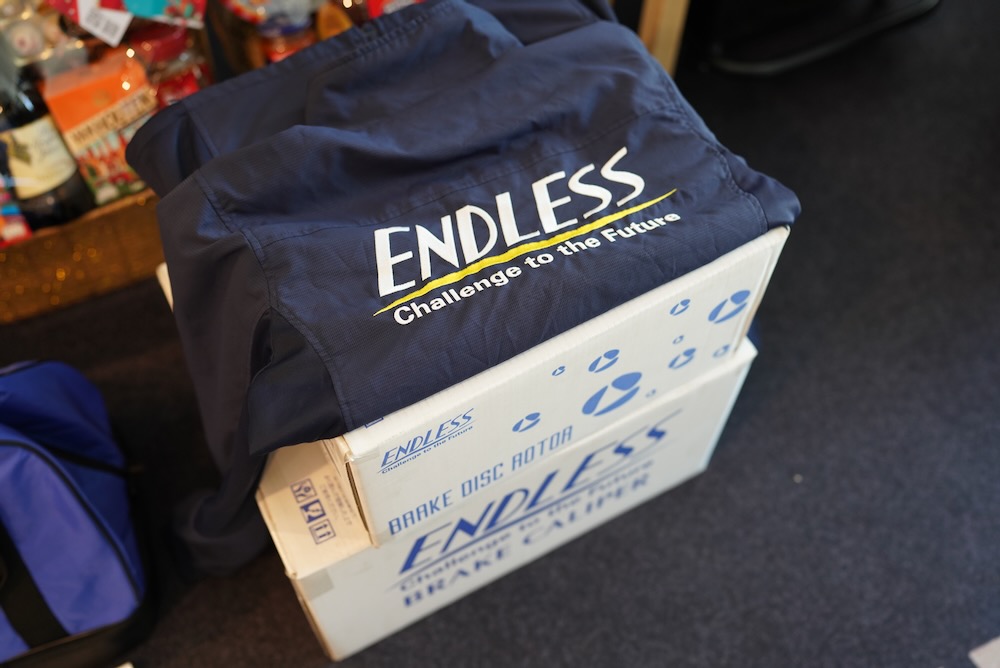 ENDLESS
Challenge to the Future
ENDLESS
Challenge to the Future
BRAKE DISC ROTOR
ENDLESS
Challenge to the Future
BRAKE CALIPER